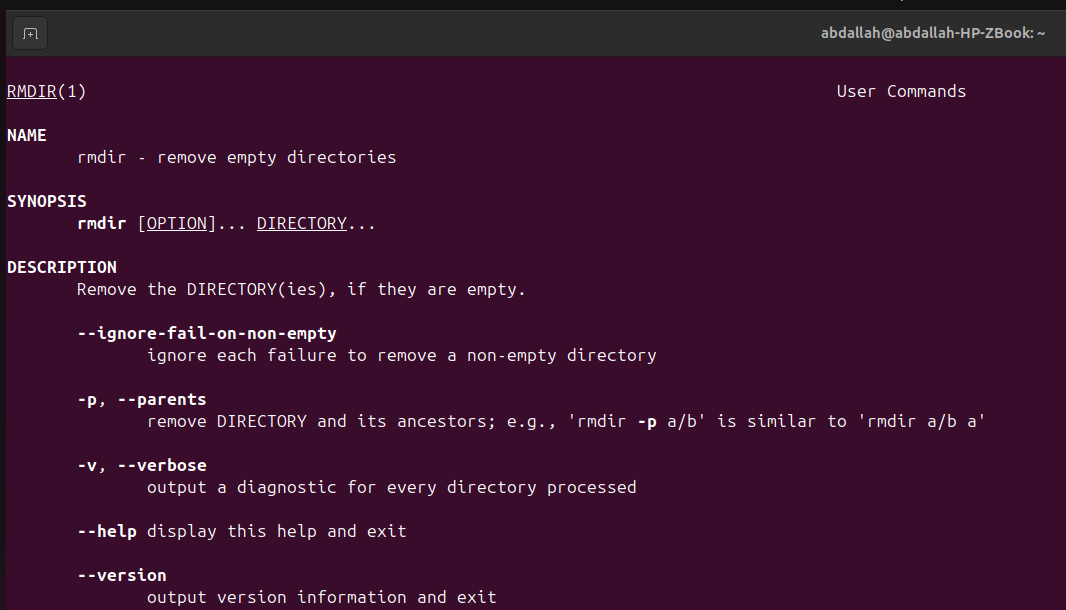 abdallah@abdallah-HP-ZBook: ~
RMDIR(1) User Commands
NAME
rmdir - remove empty directories
SYNOPSIS
rmdir [OPTION]... DIRECTORY...
DESCRIPTION
Remove the DIRECTORY(ies), if they are empty.
--ignore-fail-on-non-empty
ignore each failure to remove a non-empty directory
-p, --parents
remove DIRECTORY and its ancestors; e.g., 'rmdir -p a/b' is similar to 'rmdir a/b a'
-v, --verbose
output a diagnostic for every directory processed
--help display this help and exit
--version
output version information and exit